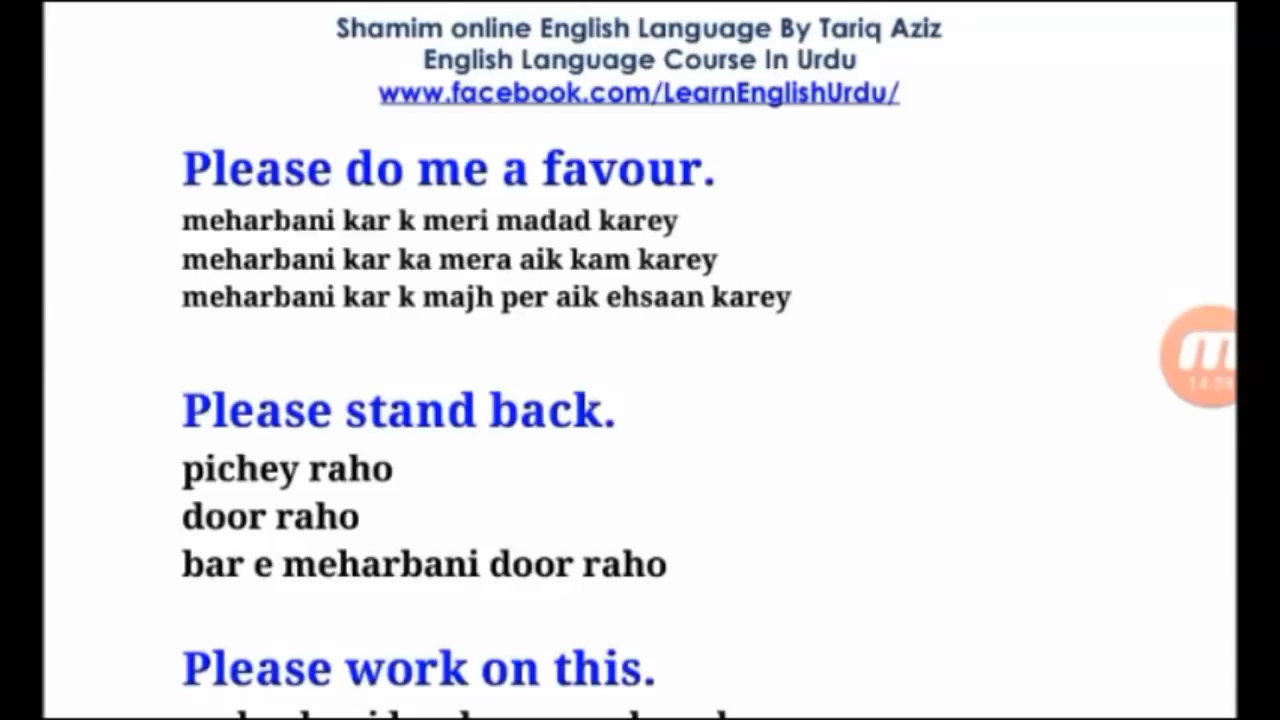 Shamim online English Language By Tariq Aziz
English Language Course In Urdu
www.facebook.com/LearnEnglishUrdu/
Please do me a favour.
meharbani kar k meri madad karey
meharbani kar ka mera aik kam karey
meharbani kar k majh per aik ehsaan karey
Please stand back.
pichey raho
door raho
bar e meharbani door raho
Please work on this.